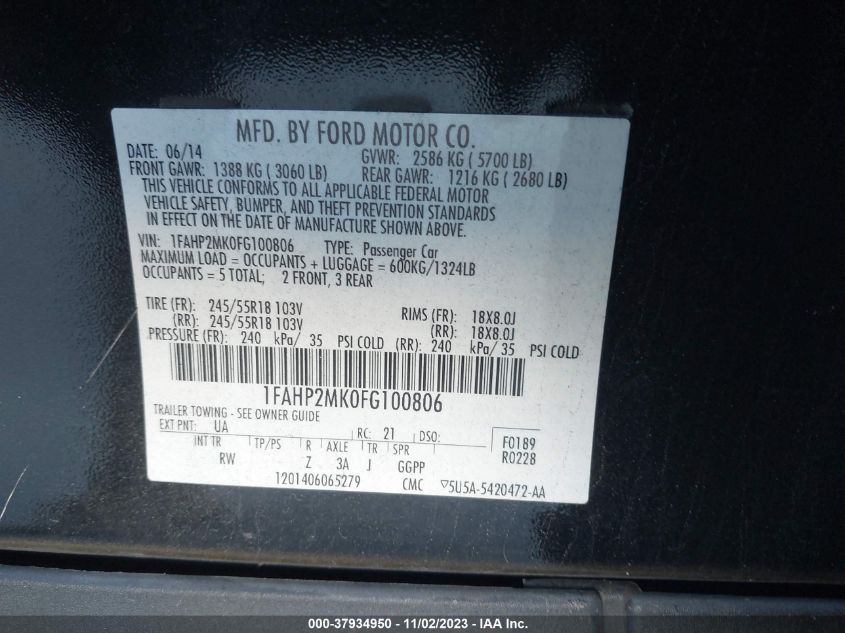 MFD. BY FORD MOTOR CO.
DATE: 06/14 GVWR: 2586 KG ( 5700 LB)
FRONT GAWR: 1388 KG ( 3060 LB) REAR GAWR: 1216 KG ( 2680 LB)
THIS VEHICLE CONFORMS TO ALL APPLICABLE FEDERAL MOTOR
VEHICLE SAFETY, BUMPER, AND THEFT PREVENTION STANDARDS
IN EFFECT ON THE DATE OF MANUFACTURE SHOWN ABOVE.
VIN: 1FAHP2MK0FG100806 TYPE: Passenger Car
MAXIMUM LOAD = OCCUPANTS + LUGGAGE = 600KG/1324LB
OCCUPANTS = 5 TOTAL; 2 FRONT, 3 REAR
TIRE (FR): 245/55R18 103V RIMS (FR): 18X8.0J
(RR): 245/55R18 103V (RR): 18X8.0J
PRESSURE (FR): 240 kPa/ 35 PSI COLD (RR): 240 kPa/ 35 PSI COLD
1FAHP2MK0FG100806
TRAILER TOWING - SEE OWNER GUIDE
EXT PNT: UA RC: 21 DSO: F0189
INT TR TP/PS R AXLE TR SPR R0228
RW Z 3A J GGPP
1201406065279 CMC ▽5U5A-5420472-AA
000-37934950 - 11/02/2023 - IAAI.com